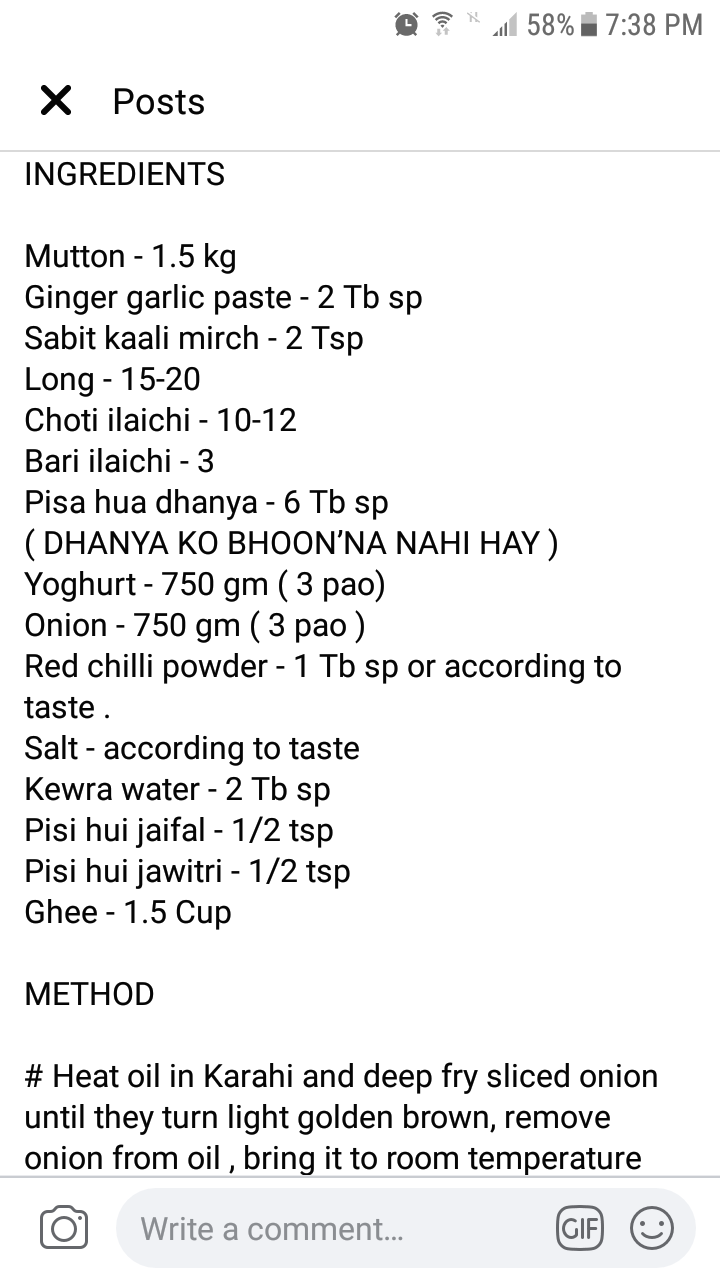 58% 7:38 PM
Posts
INGREDIENTS
Mutton - 1.5 kg
Ginger garlic paste - 2 Tb sp
Sabit kaali mirch - 2 Tsp
Long - 15-20
Choti ilaichi - 10-12
Bari ilaichi - 3
Pisa hua dhanya - 6 Tb sp
( DHANYA KO BHOON’NA NAHI HAY )
Yoghurt - 750 gm ( 3 pao)
Onion - 750 gm ( 3 pao )
Red chilli powder - 1 Tb sp or according to
taste .
Salt - according to taste
Kewra water - 2 Tb sp
Pisi hui jaifal - 1/2 tsp
Pisi hui jawitri - 1/2 tsp
Ghee - 1.5 Cup
METHOD
# Heat oil in Karahi and deep fry sliced onion
until they turn light golden brown, remove
onion from oil , bring it to room temperature
Write a comment...
GIF